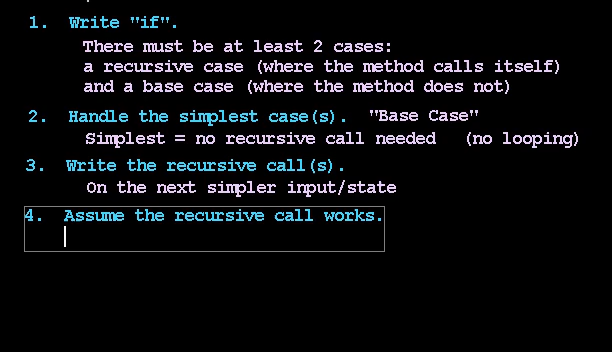 1. Write "if".
There must be at least 2 cases:
a recursive case (where the method calls itself)
and a base case (where the method does not)
2. Handle the simplest case(s). "Base Case"
Simplest = no recursive call needed (no looping)
3. Write the recursive call(s).
On the next simpler input/state
4. Assume the recursive call works.